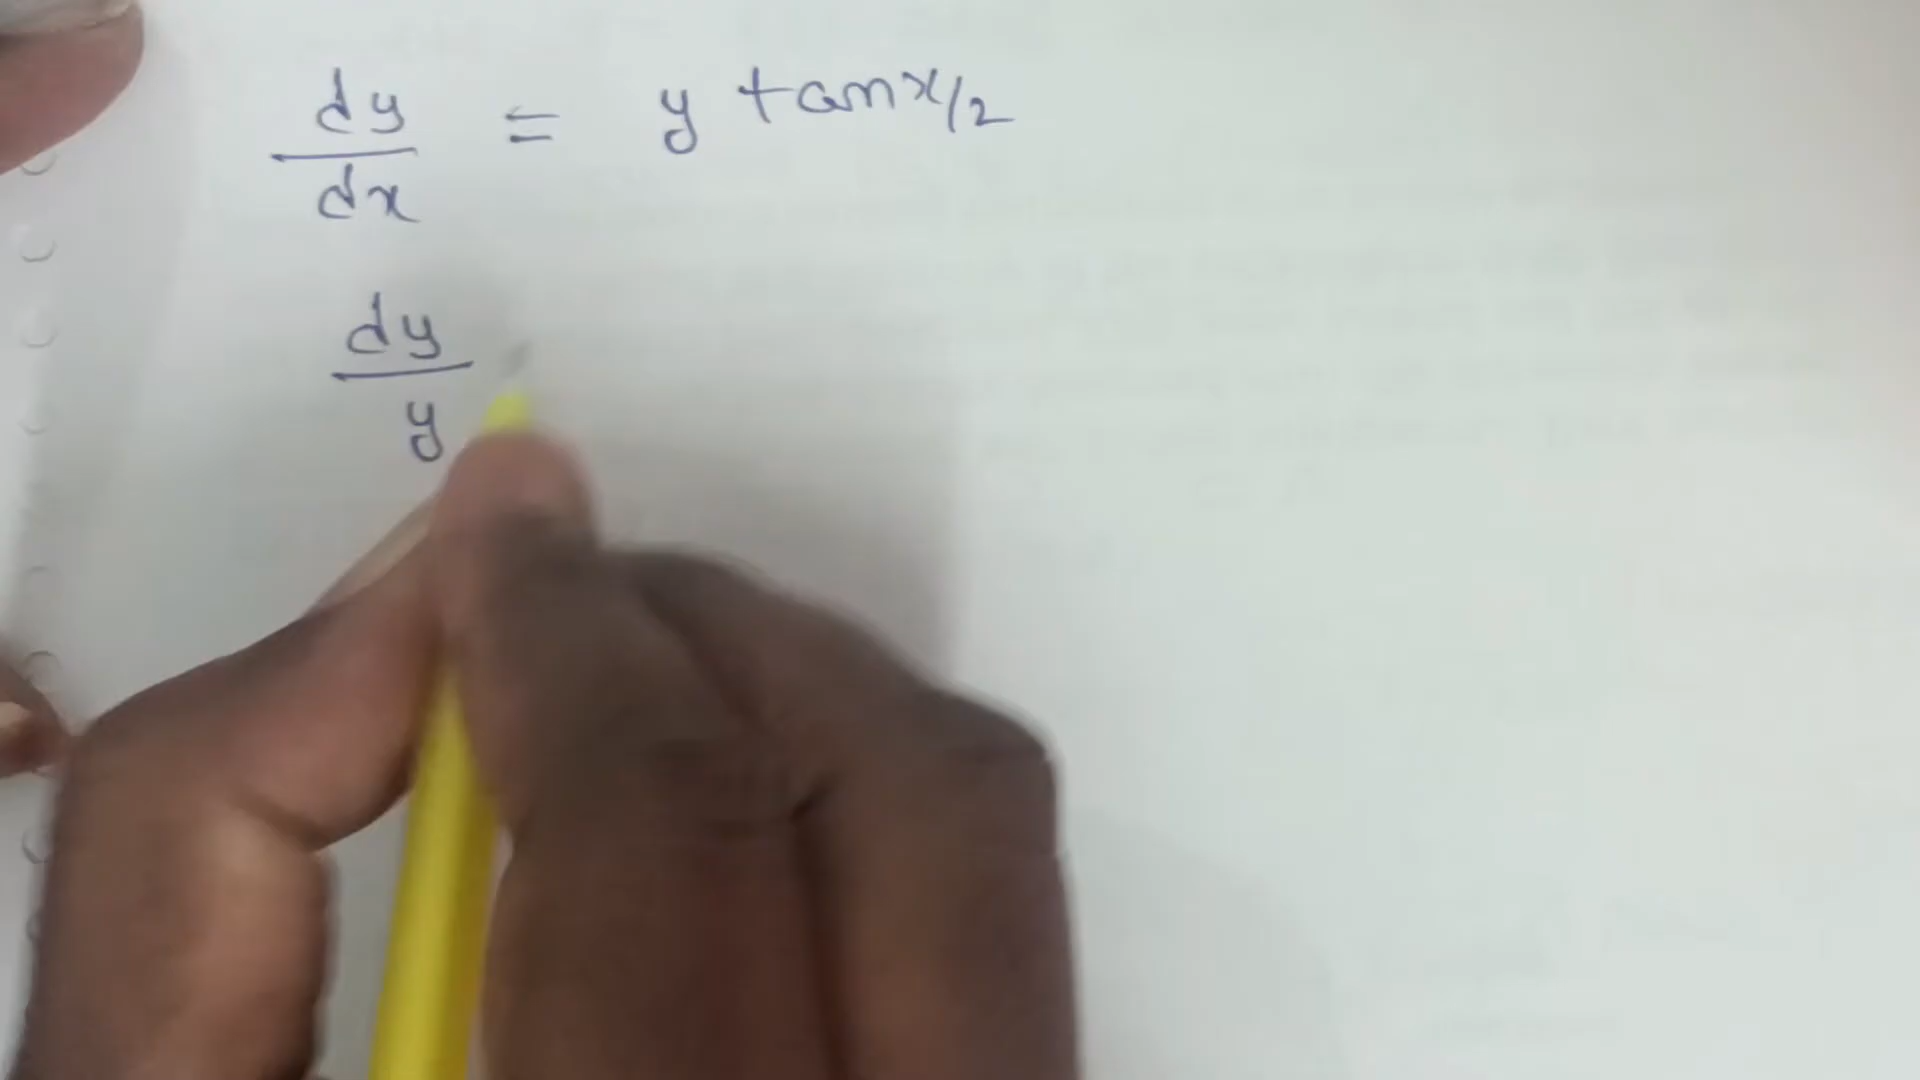 dy/dx = y tan x/2
dy/y